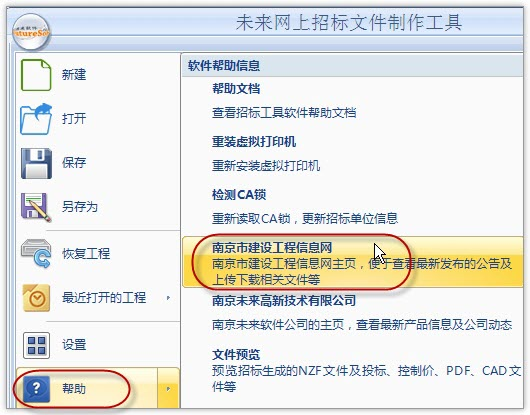 未来网上招标文件制作工具
新建
打开
保存
另存为
恢复工程
最近打开的工程
设置
帮助
软件帮助信息
帮助文档
查看招标工具软件帮助文档
重装虚拟打印机
重新安装虚拟打印机
检测CA锁
重新读取CA锁，更新招标单位信息
南京市建设工程信息网
南京市建设工程信息网主页，便于查看最新发布的公告及
上传下载相关文件等
南京未来高新技术有限公司
南京未来软件公司的主页，查看最新产品信息及公司动态
文件预览
预览招标生成的NZF文件及投标、控制价、PDF、CAD文
件等